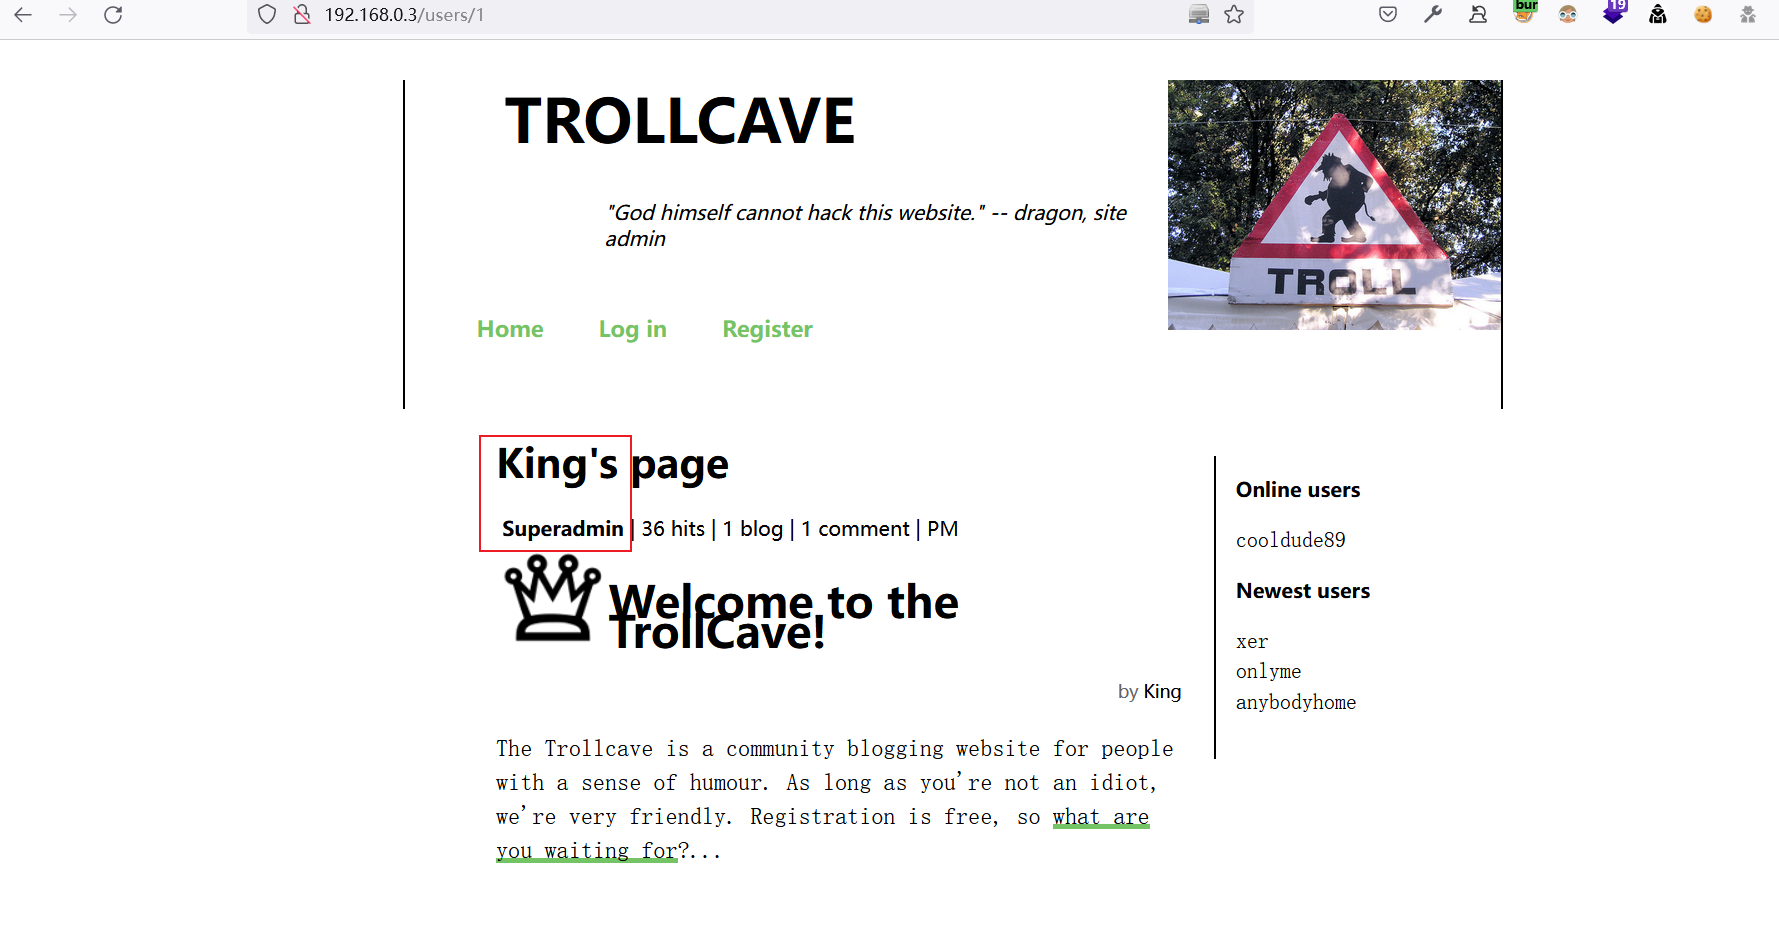 192.168.0.3/users/1
bur
19
TROLLCAVE
TROLL
"God himself cannot hack this website." -- dragon, site
admin
Home Log in Register
King's page
Superadmin | 36 hits | 1 blog | 1 comment | PM
Welcome to the
TrollCave!
by King
The Trollcave is a community blogging website for people
with a sense of humour. As long as you're not an idiot,
we're very friendly. Registration is free, so what are
you waiting for?...
Online users
cooldude89
Newest users
xer
onlyme
anybodyhome